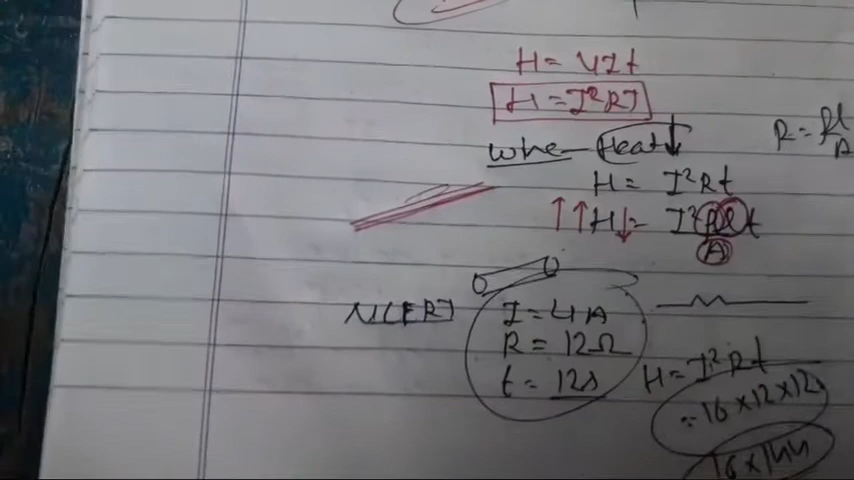 H = VIt
H = I²RT
R = ρl
A
when Heat ↓
H = I²Rt
↑↑H↓ = I²ρlt
A
NCERT
I = 4A
R = 12Ω
t = 12s
H = I²Rt
= 16×12×12
16×144